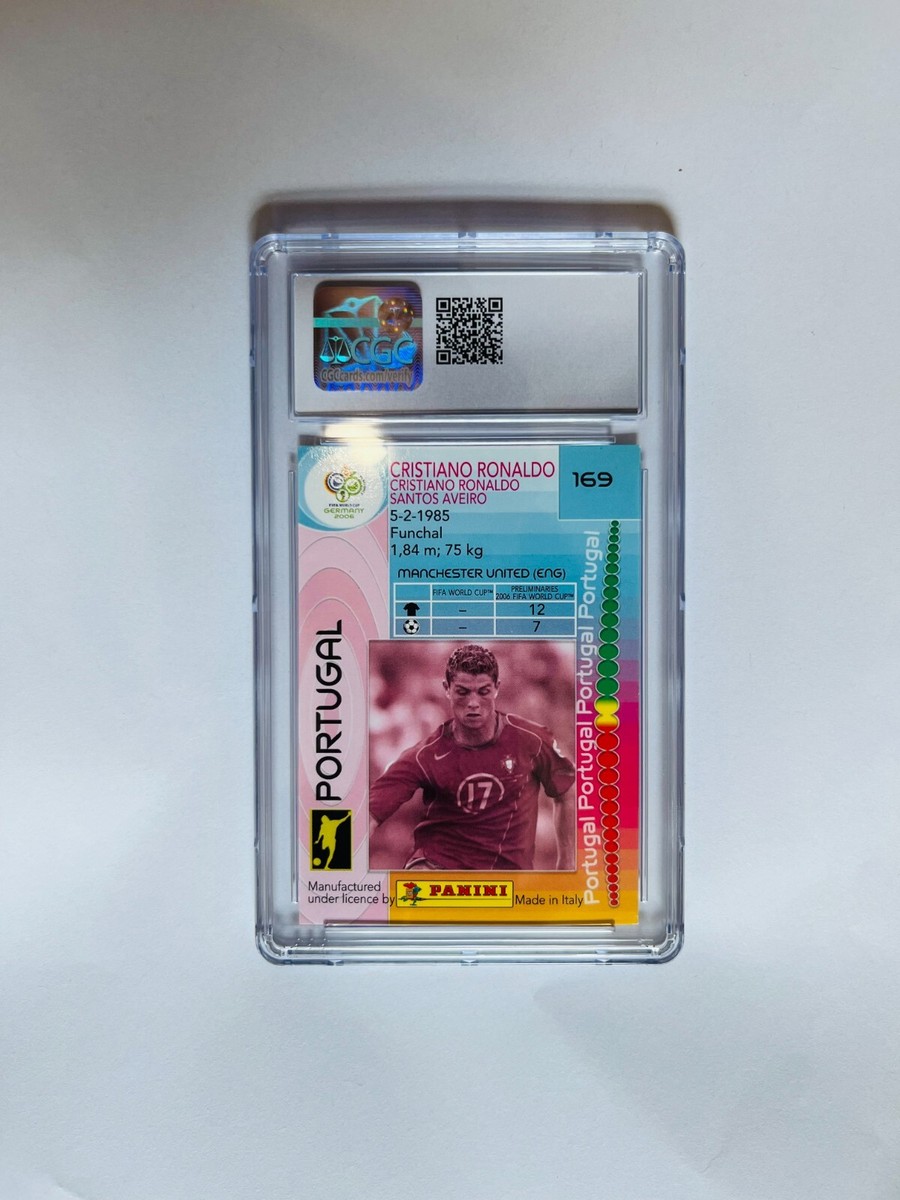 CGC
CGCcards.com/verify
FIFA WORLD CUP
GERMANY
2006
CRISTIANO RONALDO
CRISTIANO RONALDO
SANTOS AVEIRO
169
5-2-1985
Funchal
1,84 m; 75 kg
MANCHESTER UNITED (ENG)
FIFA WORLD CUP™
PRELIMINARIES
2006 FIFA WORLD CUP™
– 12
– 7
PORTUGAL
17
Portugal Portugal Portugal Portugal Portugal
Manufactured
under licence by
PANINI
Made in Italy